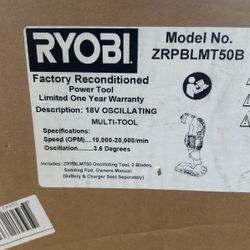 RYOBI
Model No.
ZRPBLMT50B
Factory Reconditioned
Power Tool
Limited One Year Warranty
Description: 18V OSCILLATING
MULTI-TOOL
Specifications:
Speed (OPM)..........10,000-20,000/min
Oscillation..............3.6 Degrees
Includes: ZRPBLMT50 Oscillating Tool, 2 Blades,
Sanding Pad, Owners Manual
(Battery & Charger Sold Separately)